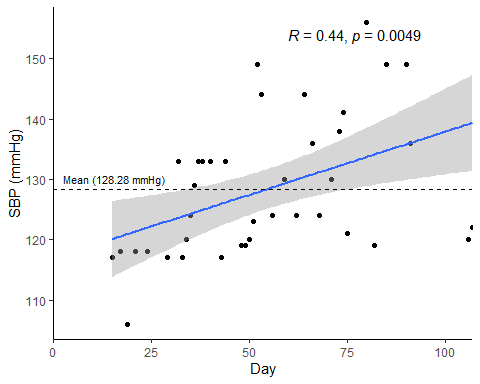 R = 0.44, p = 0.0049
150
140
130
120
110
SBP (mmHg)
Mean (128.28 mmHg)
0 25 50 75 100
Day